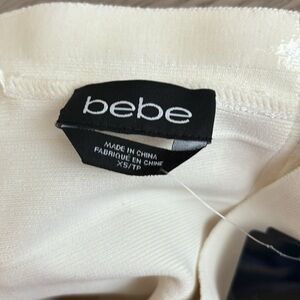 bebe
MADE IN CHINA
FABRIQUE EN CHINE
XS/TP